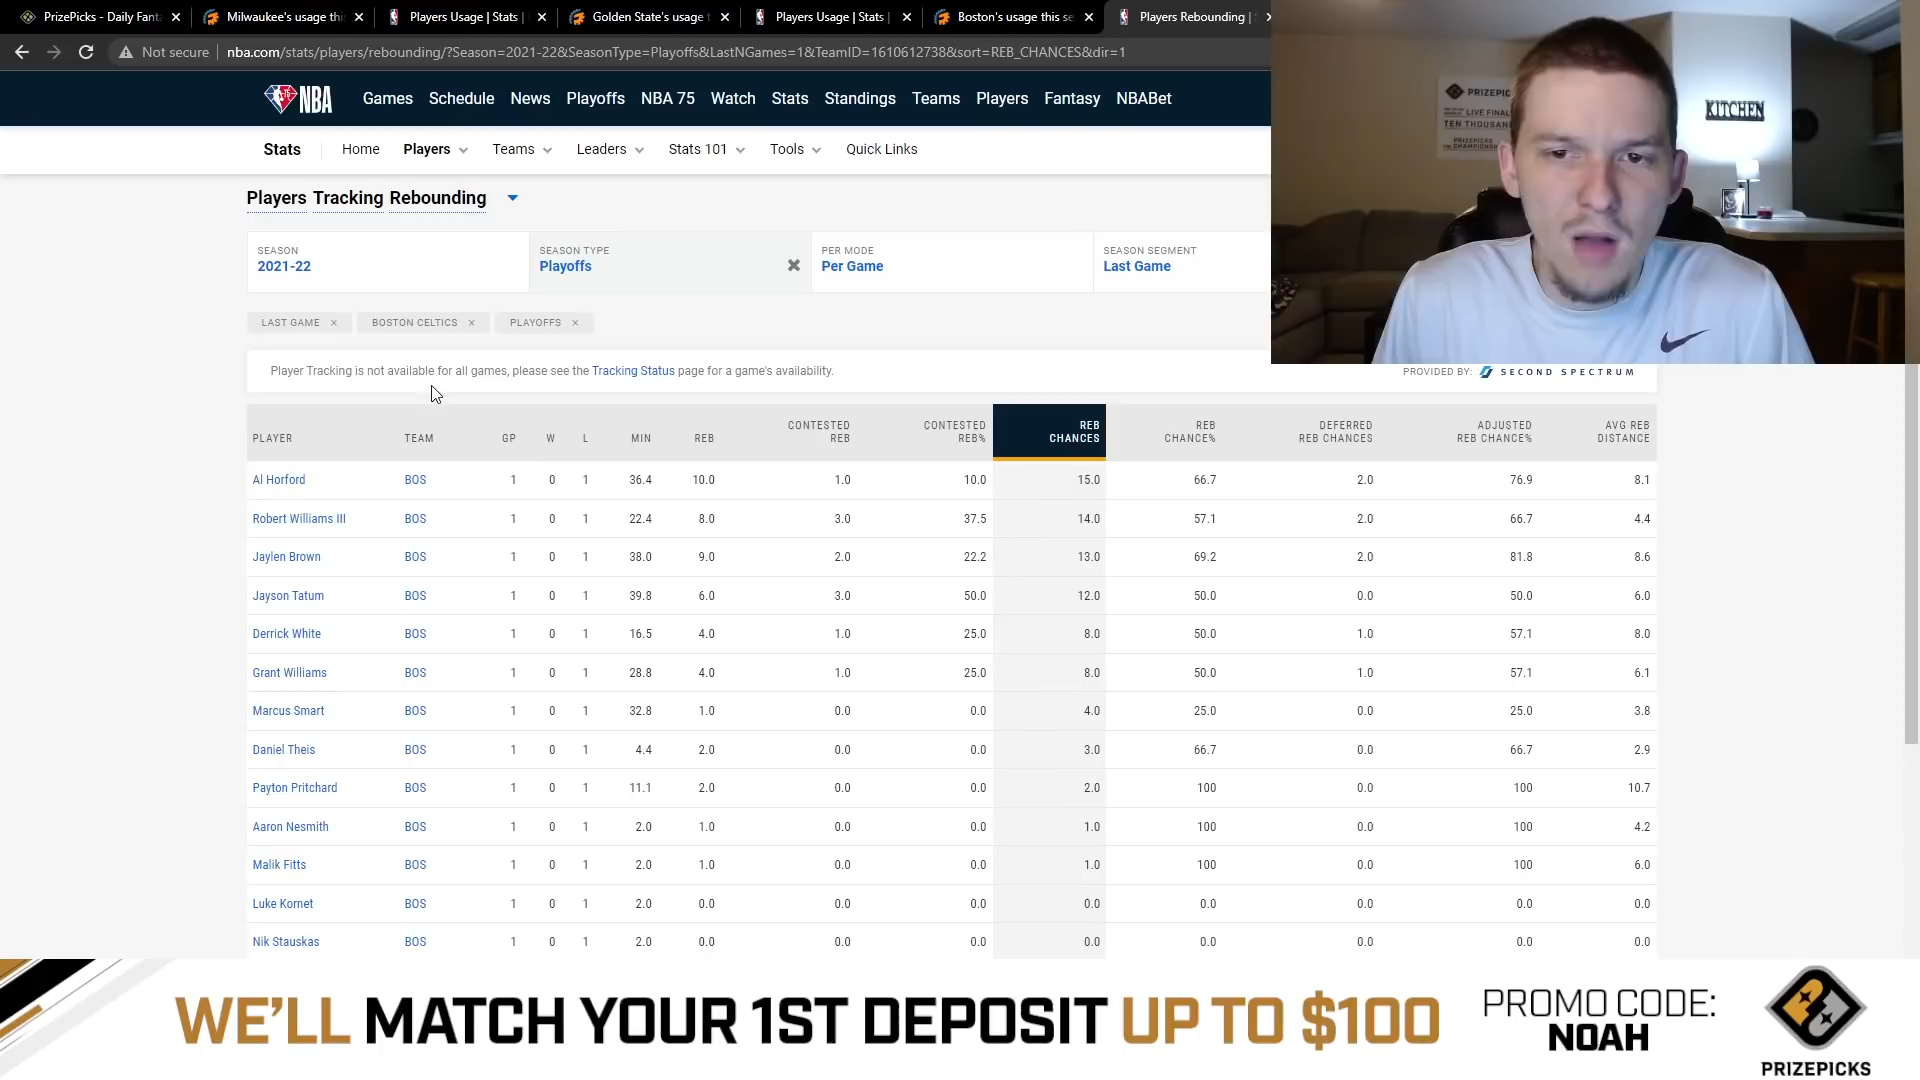 PrizePicks - Daily Fanta
Milwaukee's usage this
Players Usage | Stats |
Golden State's usage t
Players Usage | Stats |
Boston's usage this se
Players Rebounding |
Not secure | nba.com/stats/players/rebounding/?Season=2021-22&SeasonType=Playoffs&LastNGames=1&TeamID=1610612738&sort=REB_CHANCES&dir=1
75 NBA Games Schedule News Playoffs NBA 75 Watch Stats Standings Teams Players Fantasy NBABet
Stats Home Players Teams Leaders Stats 101 Tools Quick Links
Players Tracking Rebounding
SEASON SEASON TYPE PER MODE SEASON SEGMENT
2021-22 Playoffs Per Game Last Game
LAST GAME × BOSTON CELTICS × PLAYOFFS ×
Player Tracking is not available for all games, please see the Tracking Status page for a game's availability.
PROVIDED BY: SECOND SPECTRUM
PLAYER TEAM GP W L MIN REB CONTESTED REB CONTESTED REB% REB CHANCES REB CHANCE% DEFERRED REB CHANCES ADJUSTED REB CHANCE% AVG REB DISTANCE
Al Horford BOS 1 0 1 36.4 10.0 1.0 10.0 15.0 66.7 2.0 76.9 8.1
Robert Williams III BOS 1 0 1 22.4 8.0 3.0 37.5 14.0 57.1 2.0 66.7 4.4
Jaylen Brown BOS 1 0 1 38.0 9.0 2.0 22.2 13.0 69.2 2.0 81.8 8.6
Jayson Tatum BOS 1 0 1 39.8 6.0 3.0 50.0 12.0 50.0 0.0 50.0 6.0
Derrick White BOS 1 0 1 16.5 4.0 1.0 25.0 8.0 50.0 1.0 57.1 8.0
Grant Williams BOS 1 0 1 28.8 4.0 1.0 25.0 8.0 50.0 1.0 57.1 6.1
Marcus Smart BOS 1 0 1 32.8 1.0 0.0 0.0 4.0 25.0 0.0 25.0 3.8
Daniel Theis BOS 1 0 1 4.4 2.0 0.0 0.0 3.0 66.7 0.0 66.7 2.9
Payton Pritchard BOS 1 0 1 11.1 2.0 0.0 0.0 2.0 100 0.0 100 10.7
Aaron Nesmith BOS 1 0 1 2.0 1.0 0.0 0.0 1.0 100 0.0 100 4.2
Malik Fitts BOS 1 0 1 2.0 1.0 0.0 0.0 1.0 100 0.0 100 6.0
Luke Kornet BOS 1 0 1 2.0 0.0 0.0 0.0 0.0 0.0 0.0 0.0 0.0
Nik Stauskas BOS 1 0 1 2.0 0.0 0.0 0.0 0.0 0.0 0.0 0.0 0.0
PRIZEPIC
LIVE FINAL
TEN THOUSAN
PRIZEPICKS
CHAMPIONSH
KITCHEN
WE'LL MATCH YOUR 1ST DEPOSIT UP TO $100
PROMO CODE:
NOAH
PRIZEPICKS